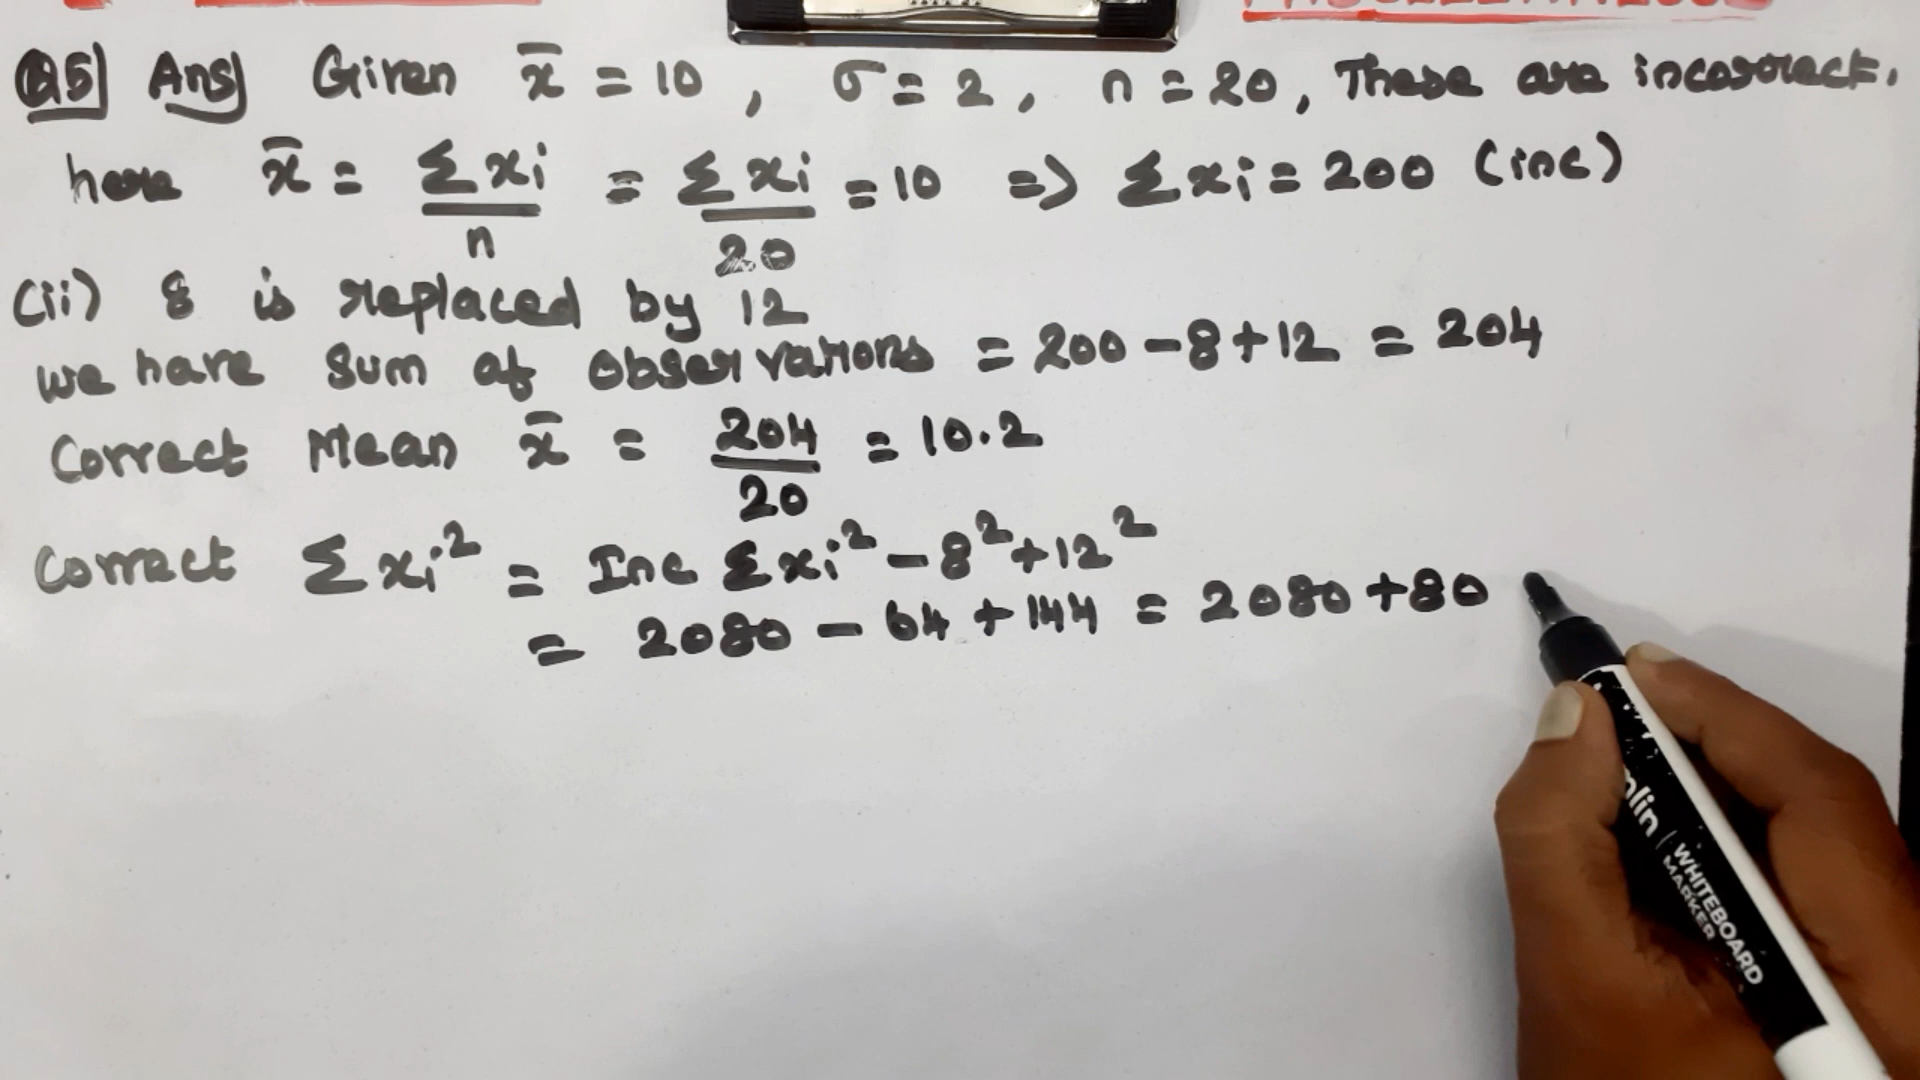 Q5) Ans) Given x̄ = 10, σ = 2, n = 20, These are incorrect.
here x̄ = Σxi/n = Σxi/20 = 10 => Σxi = 200 (inc)
(ii) 8 is replaced by 12
we have sum of observations = 200 - 8 + 12 = 204
Correct Mean x̄ = 204/20 = 10.2
Correct Σxi² = Inc Σxi² - 8² + 12²
= 2080 - 64 + 144 = 2080 + 80
mlin
WHITEBOARD
MARKER